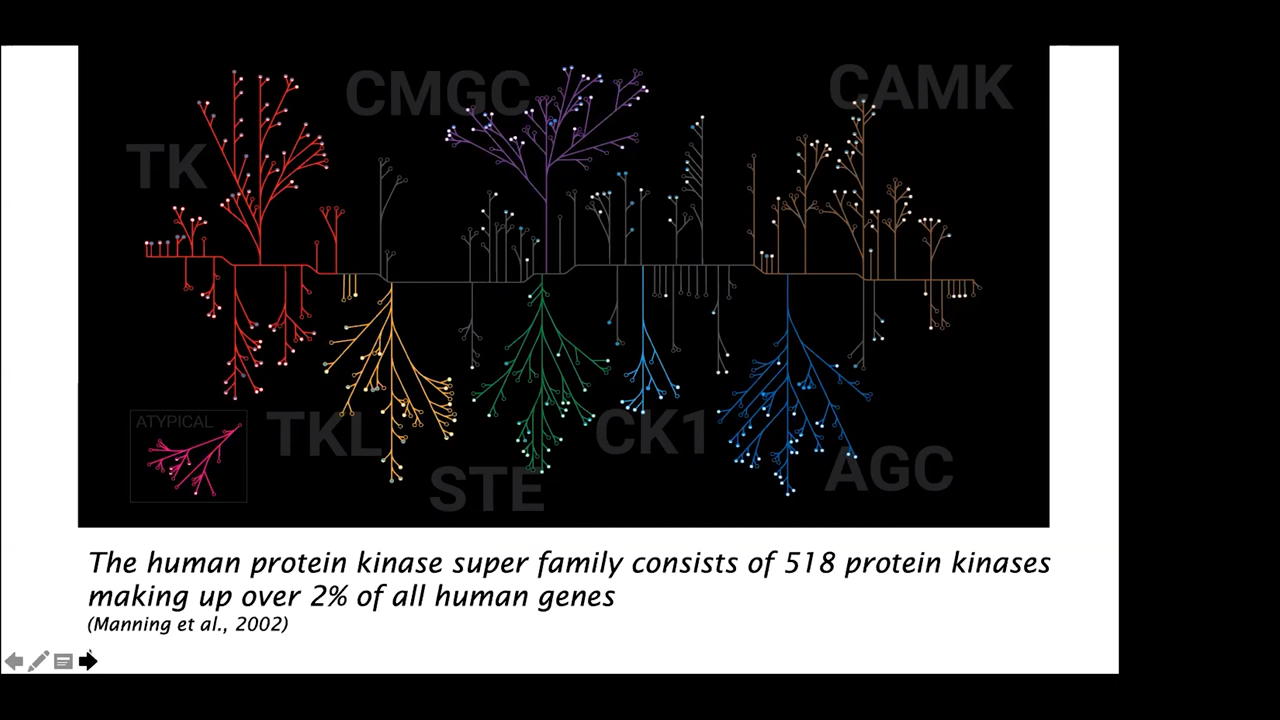 CMGC
CAMK
TK
ATYPICAL
TKL
CK1
STE
AGC
The human protein kinase super family consists of 518 protein kinases
making up over 2% of all human genes
(Manning et al., 2002)